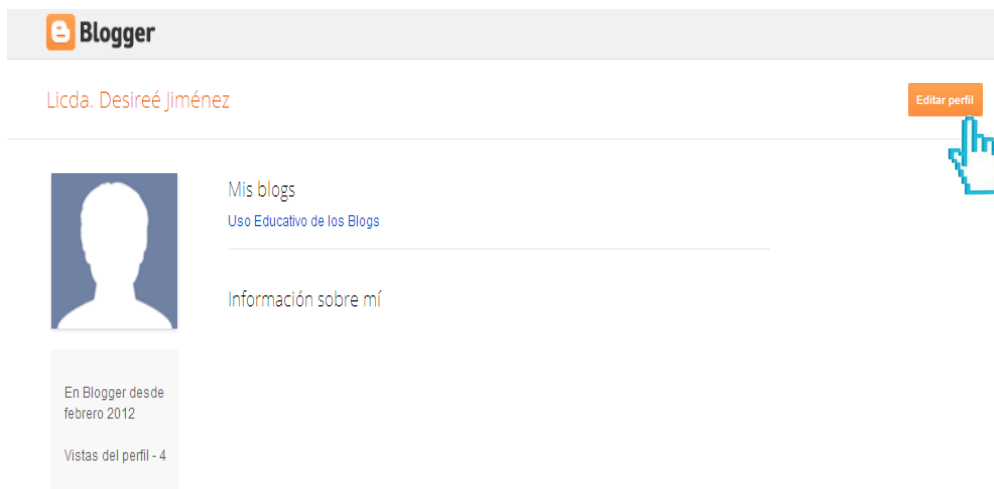 Blogger
Licda. Desireé Jiménez
Editar perfil
Mis blogs
Uso Educativo de los Blogs
Información sobre mí
En Blogger desde
febrero 2012
Vistas del perfil - 4